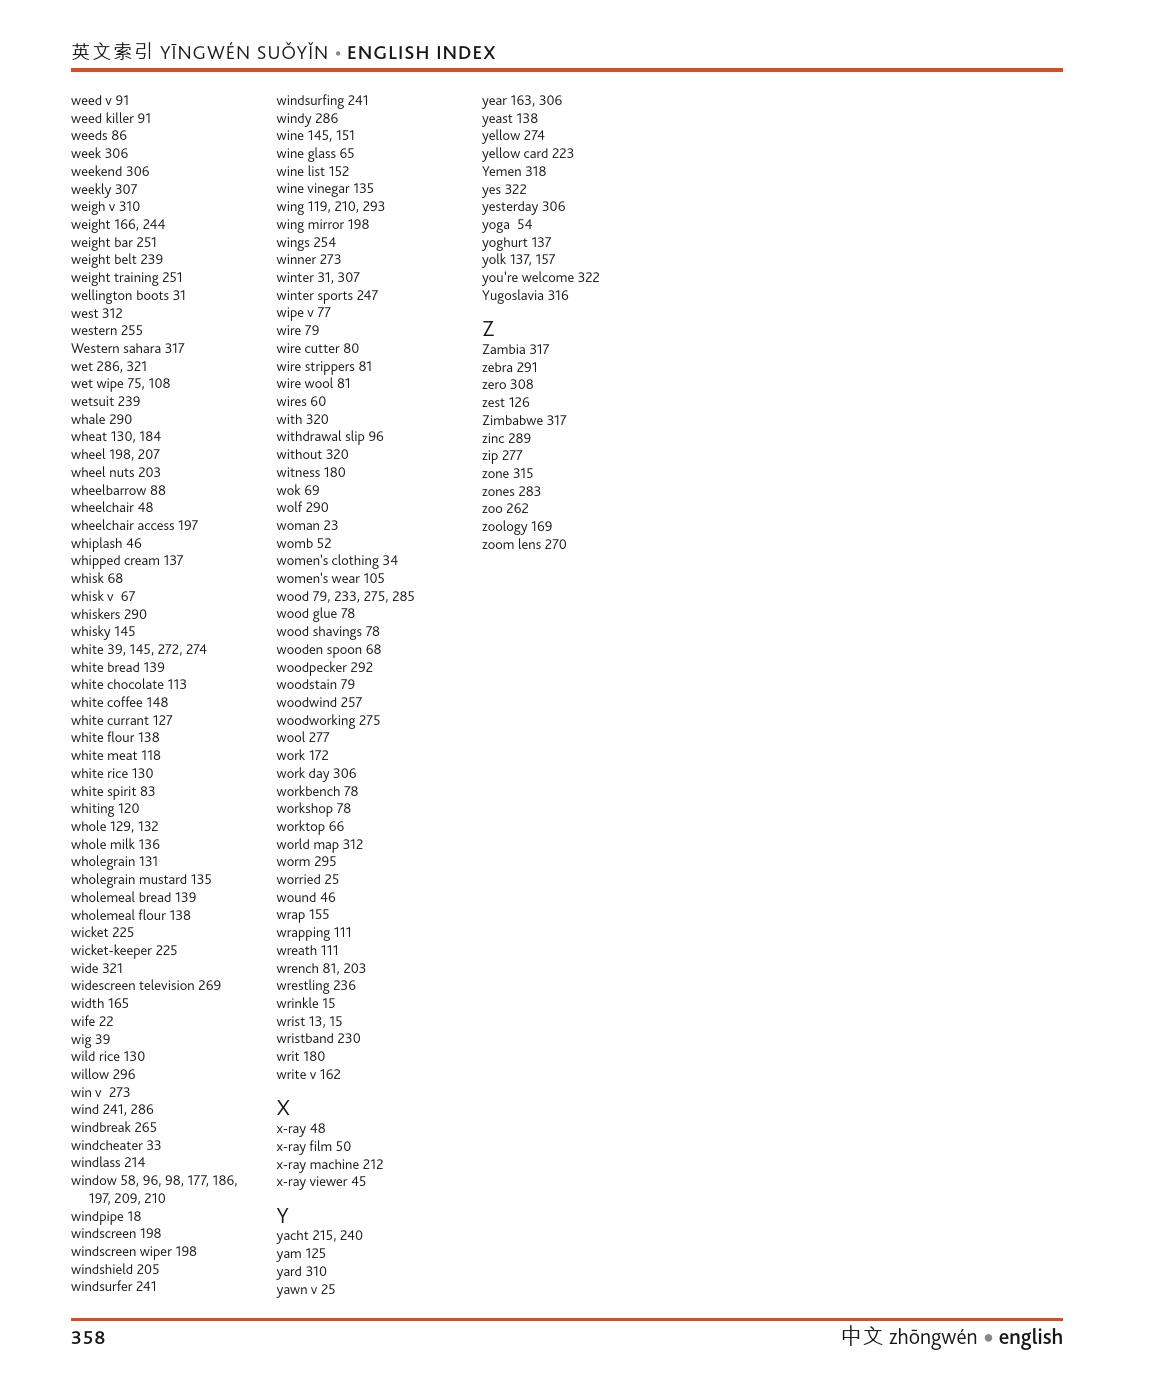 英文索引 YĪNGWÉN SUǑYǏN • ENGLISH INDEX
weed v 91
weed killer 91
weeds 86
week 306
weekend 306
weekly 307
weigh v 310
weight 166, 244
weight bar 251
weight belt 239
weight training 251
wellington boots 31
west 312
western 255
Western sahara 317
wet 286, 321
wet wipe 75, 108
wetsuit 239
whale 290
wheat 130, 184
wheel 198, 207
wheel nuts 203
wheelbarrow 88
wheelchair 48
wheelchair access 197
whiplash 46
whipped cream 137
whisk 68
whisk v  67
whiskers 290
whisky 145
white 39, 145, 272, 274
white bread 139
white chocolate 113
white coffee 148
white currant 127
white flour 138
white meat 118
white rice 130
white spirit 83
whiting 120
whole 129, 132
whole milk 136
wholegrain 131
wholegrain mustard 135
wholemeal bread 139
wholemeal flour 138
wicket 225
wicket-keeper 225
wide 321
widescreen television 269
width 165
wife 22
wig 39
wild rice 130
willow 296
win v  273
wind 241, 286
windbreak 265
windcheater 33
windlass 214
window 58, 96, 98, 177, 186,
197, 209, 210
windpipe 18
windscreen 198
windscreen wiper 198
windshield 205
windsurfer 241
windsurfing 241
windy 286
wine 145, 151
wine glass 65
wine list 152
wine vinegar 135
wing 119, 210, 293
wing mirror 198
wings 254
winner 273
winter 31, 307
winter sports 247
wipe v 77
wire 79
wire cutter 80
wire strippers 81
wire wool 81
wires 60
with 320
withdrawal slip 96
without 320
witness 180
wok 69
wolf 290
woman 23
womb 52
women's clothing 34
women's wear 105
wood 79, 233, 275, 285
wood glue 78
wood shavings 78
wooden spoon 68
woodpecker 292
woodstain 79
woodwind 257
woodworking 275
wool 277
work 172
work day 306
workbench 78
workshop 78
worktop 66
world map 312
worm 295
worried 25
wound 46
wrap 155
wrapping 111
wreath 111
wrench 81, 203
wrestling 236
wrinkle 15
wrist 13, 15
wristband 230
writ 180
write v 162
X
x-ray 48
x-ray film 50
x-ray machine 212
x-ray viewer 45
Y
yacht 215, 240
yam 125
yard 310
yawn v 25
year 163, 306
yeast 138
yellow 274
yellow card 223
Yemen 318
yes 322
yesterday 306
yoga  54
yoghurt 137
yolk 137, 157
you're welcome 322
Yugoslavia 316
Z
Zambia 317
zebra 291
zero 308
zest 126
Zimbabwe 317
zinc 289
zip 277
zone 315
zones 283
zoo 262
zoology 169
zoom lens 270
358
中文 zhōngwén • english